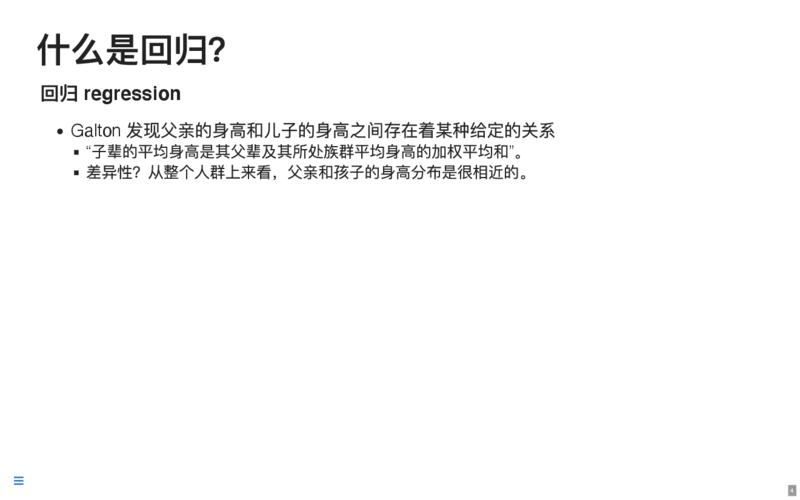 什么是回归?
回归 regression
• Galton 发现父亲的身高和儿子的身高之间存在着某种给定的关系
▪ “子辈的平均身高是其父辈及其所处族群平均身高的加权平均和”。
▪ 差异性？从整个人群上来看，父亲和孩子的身高分布是很相近的。
4